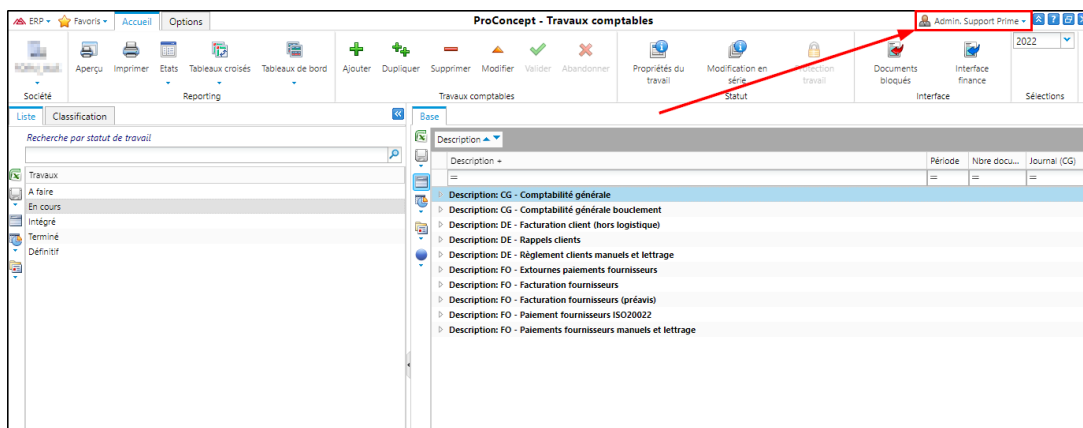 ERP Favoris Accueil Options ProConcept - Travaux comptables Admin. Support Prime
Aperçu Imprimer Etats Tableaux croisés Tableaux de bord Ajouter Dupliquer Supprimer Modifier Valider Abandonner Propriétés du travail Modification en série Protection travail Documents bloqués Interface finance 2022
Société Reporting Travaux comptables Statut Interface Sélections
Liste Classification Base
Recherche par statut de travail
Description
Description Période Nbre docu... Journal (CG)
= = = =
Travaux
A faire
En cours
Intégré
Terminé
Définitif
Description: CG - Comptabilité générale
Description: CG - Comptabilité générale bouclement
Description: DE - Facturation client (hors logistique)
Description: DE - Rappels clients
Description: DE - Règlement clients manuels et lettrage
Description: FO - Extournes paiements fournisseurs
Description: FO - Facturation fournisseurs
Description: FO - Facturation fournisseurs (préavis)
Description: FO - Paiement fournisseurs ISO20022
Description: FO - Paiements fournisseurs manuels et lettrage